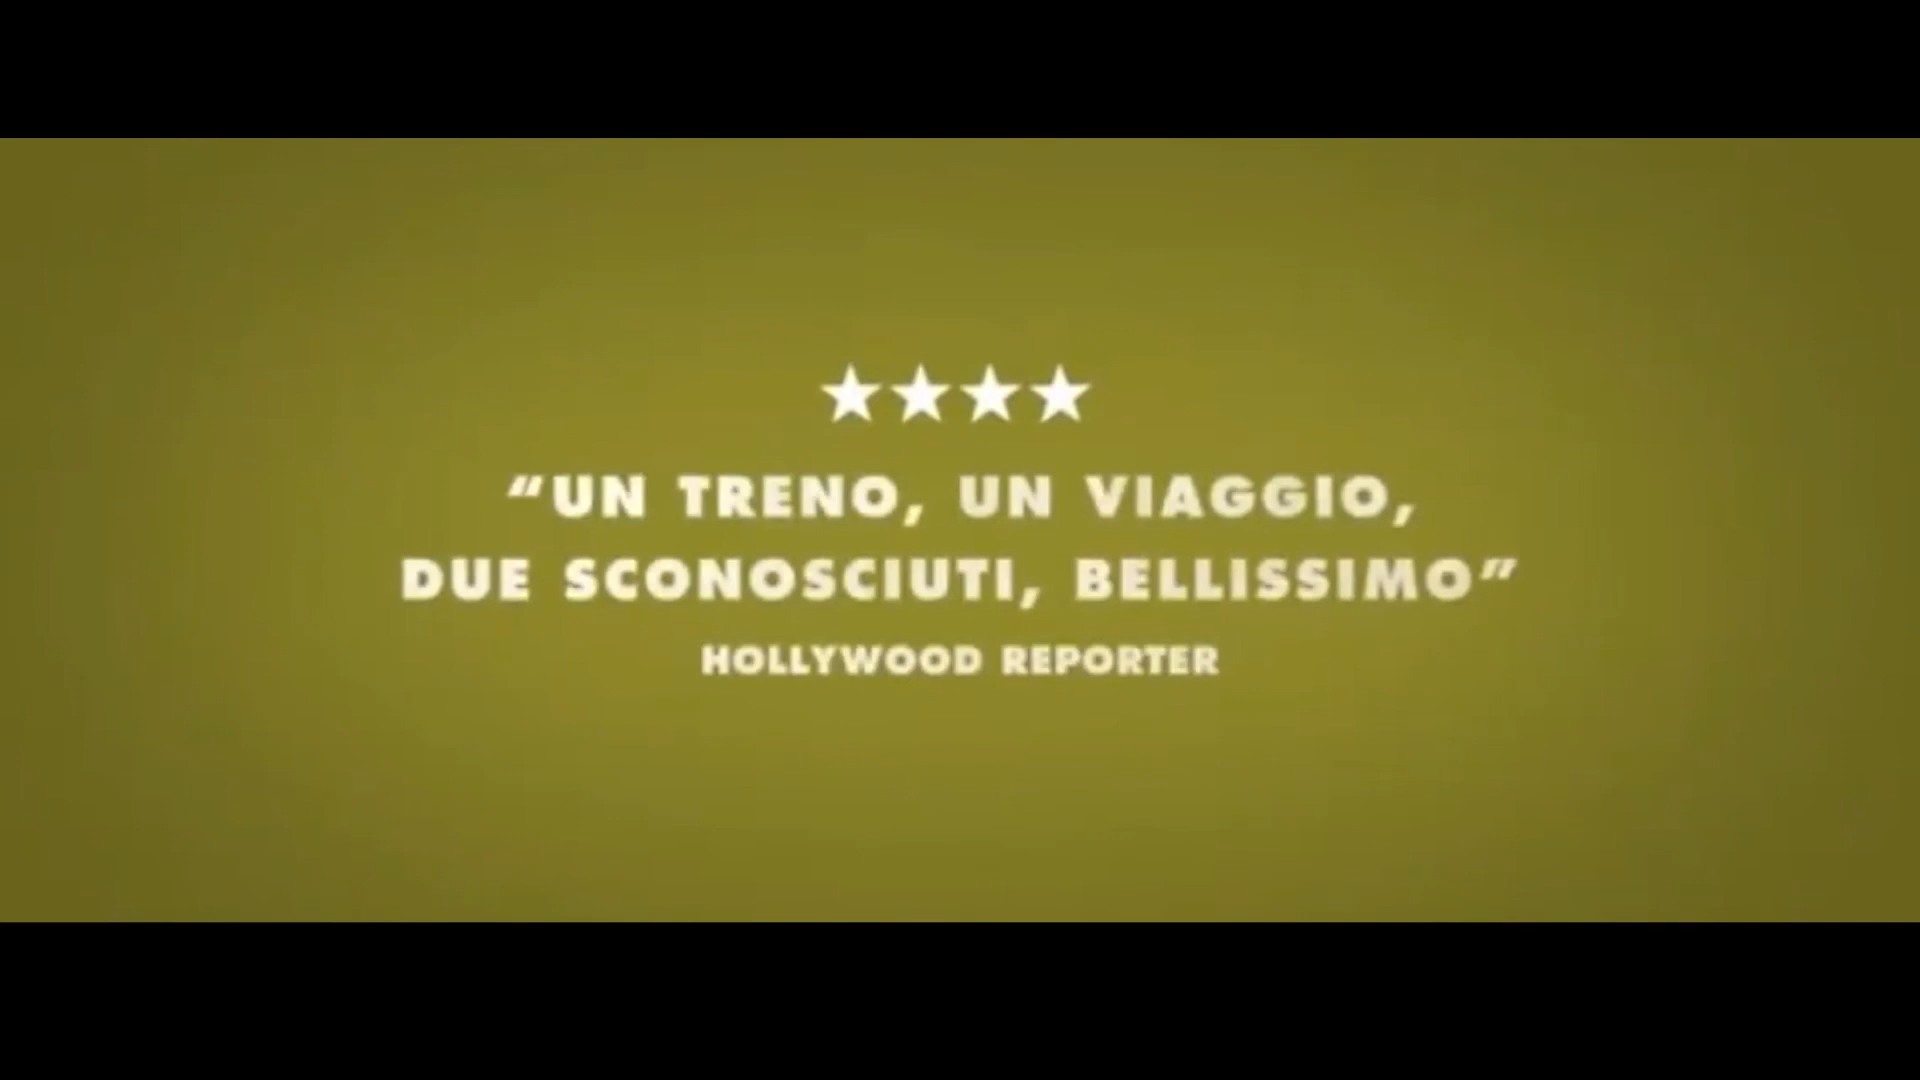 ★★★★
“UN TRENO, UN VIAGGIO,
DUE SCONOSCIUTI, BELLISSIMO”
HOLLYWOOD REPORTER